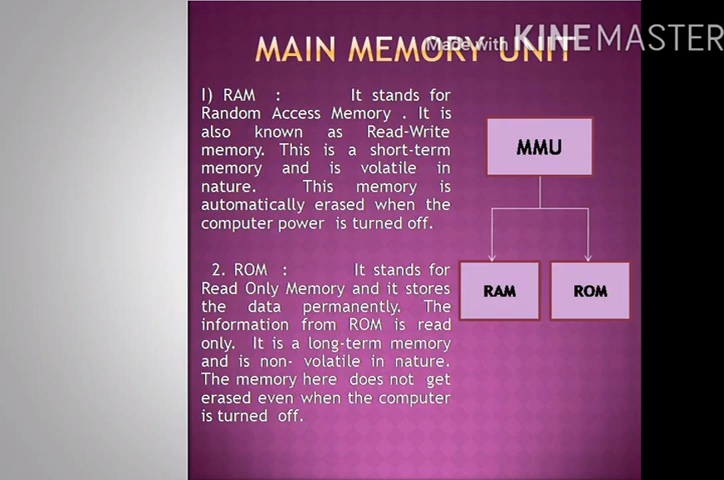 Made with KINEMASTER
MAIN MEMORY UNIT
I) RAM : It stands for
Random Access Memory . It is
also known as Read-Write
memory. This is a short-term
memory and is volatile in
nature. This memory is
automatically erased when the
computer power is turned off.
2. ROM : It stands for
Read Only Memory and it stores
the data permanently. The
information from ROM is read
only. It is a long-term memory
and is non- volatile in nature.
The memory here does not get
erased even when the computer
is turned off.
MMU
RAM
ROM